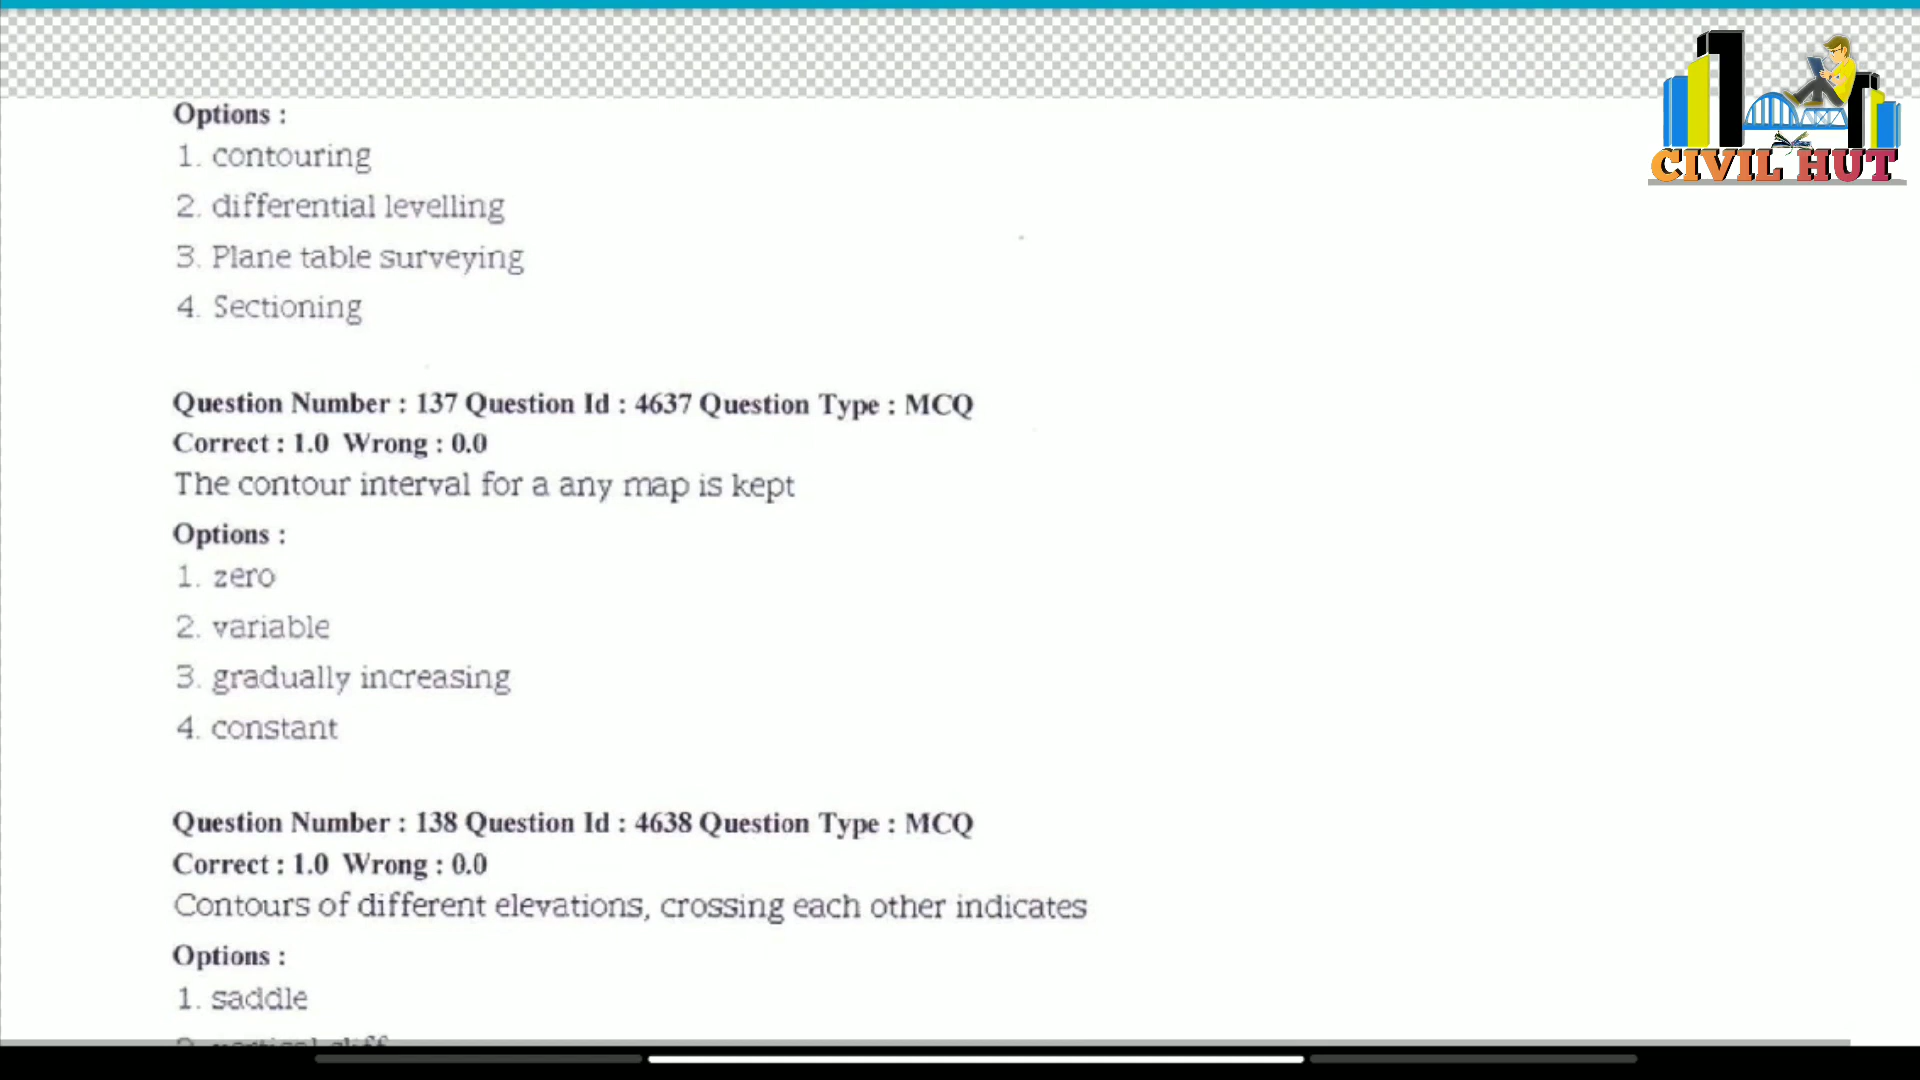 CIVIL HUT
Options :
1. contouring
2. differential levelling
3. Plane table surveying
4. Sectioning
Question Number : 137 Question Id : 4637 Question Type : MCQ
Correct : 1.0 Wrong : 0.0
The contour interval for a any map is kept
Options :
1. zero
2. variable
3. gradually increasing
4. constant
Question Number : 138 Question Id : 4638 Question Type : MCQ
Correct : 1.0 Wrong : 0.0
Contours of different elevations, crossing each other indicates
Options :
1. saddle
2. vertical cliff